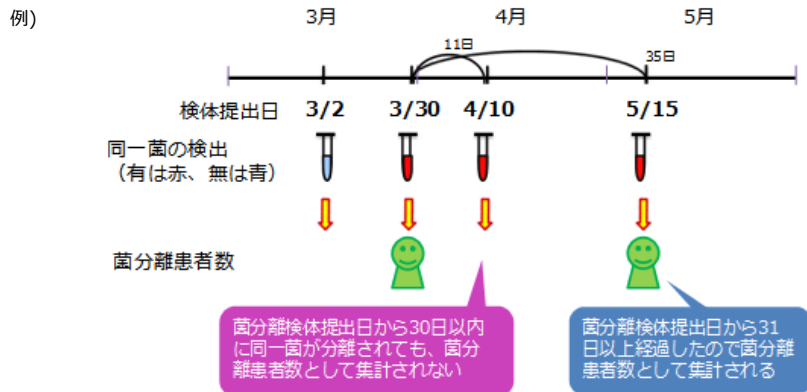 例)
3月 4月 5月
11日
35日
検体提出日 3/2 3/30 4/10 5/15
同一菌の検出
（有は赤、無は青）
菌分離患者数
菌分離検体提出日から30日以内
に同一菌が分離されても、菌分
離患者数として集計されない
菌分離検体提出日から31
日以上経過したので菌分離
患者数として集計される